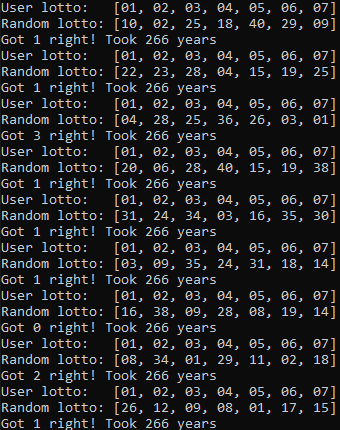 User lotto:   [01, 02, 03, 04, 05, 06, 07]
Random lotto: [10, 02, 25, 18, 40, 29, 09]
Got 1 right! Took 266 years
User lotto:   [01, 02, 03, 04, 05, 06, 07]
Random lotto: [22, 23, 28, 04, 15, 19, 25]
Got 1 right! Took 266 years
User lotto:   [01, 02, 03, 04, 05, 06, 07]
Random lotto: [04, 28, 25, 36, 26, 03, 01]
Got 3 right! Took 266 years
User lotto:   [01, 02, 03, 04, 05, 06, 07]
Random lotto: [20, 06, 28, 40, 15, 19, 38]
Got 1 right! Took 266 years
User lotto:   [01, 02, 03, 04, 05, 06, 07]
Random lotto: [31, 24, 34, 03, 16, 35, 30]
Got 1 right! Took 266 years
User lotto:   [01, 02, 03, 04, 05, 06, 07]
Random lotto: [03, 09, 35, 24, 31, 18, 14]
Got 1 right! Took 266 years
User lotto:   [01, 02, 03, 04, 05, 06, 07]
Random lotto: [16, 38, 09, 28, 08, 19, 14]
Got 0 right! Took 266 years
User lotto:   [01, 02, 03, 04, 05, 06, 07]
Random lotto: [08, 34, 01, 29, 11, 02, 18]
Got 2 right! Took 266 years
User lotto:   [01, 02, 03, 04, 05, 06, 07]
Random lotto: [26, 12, 09, 08, 01, 17, 15]
Got 1 right! Took 266 years